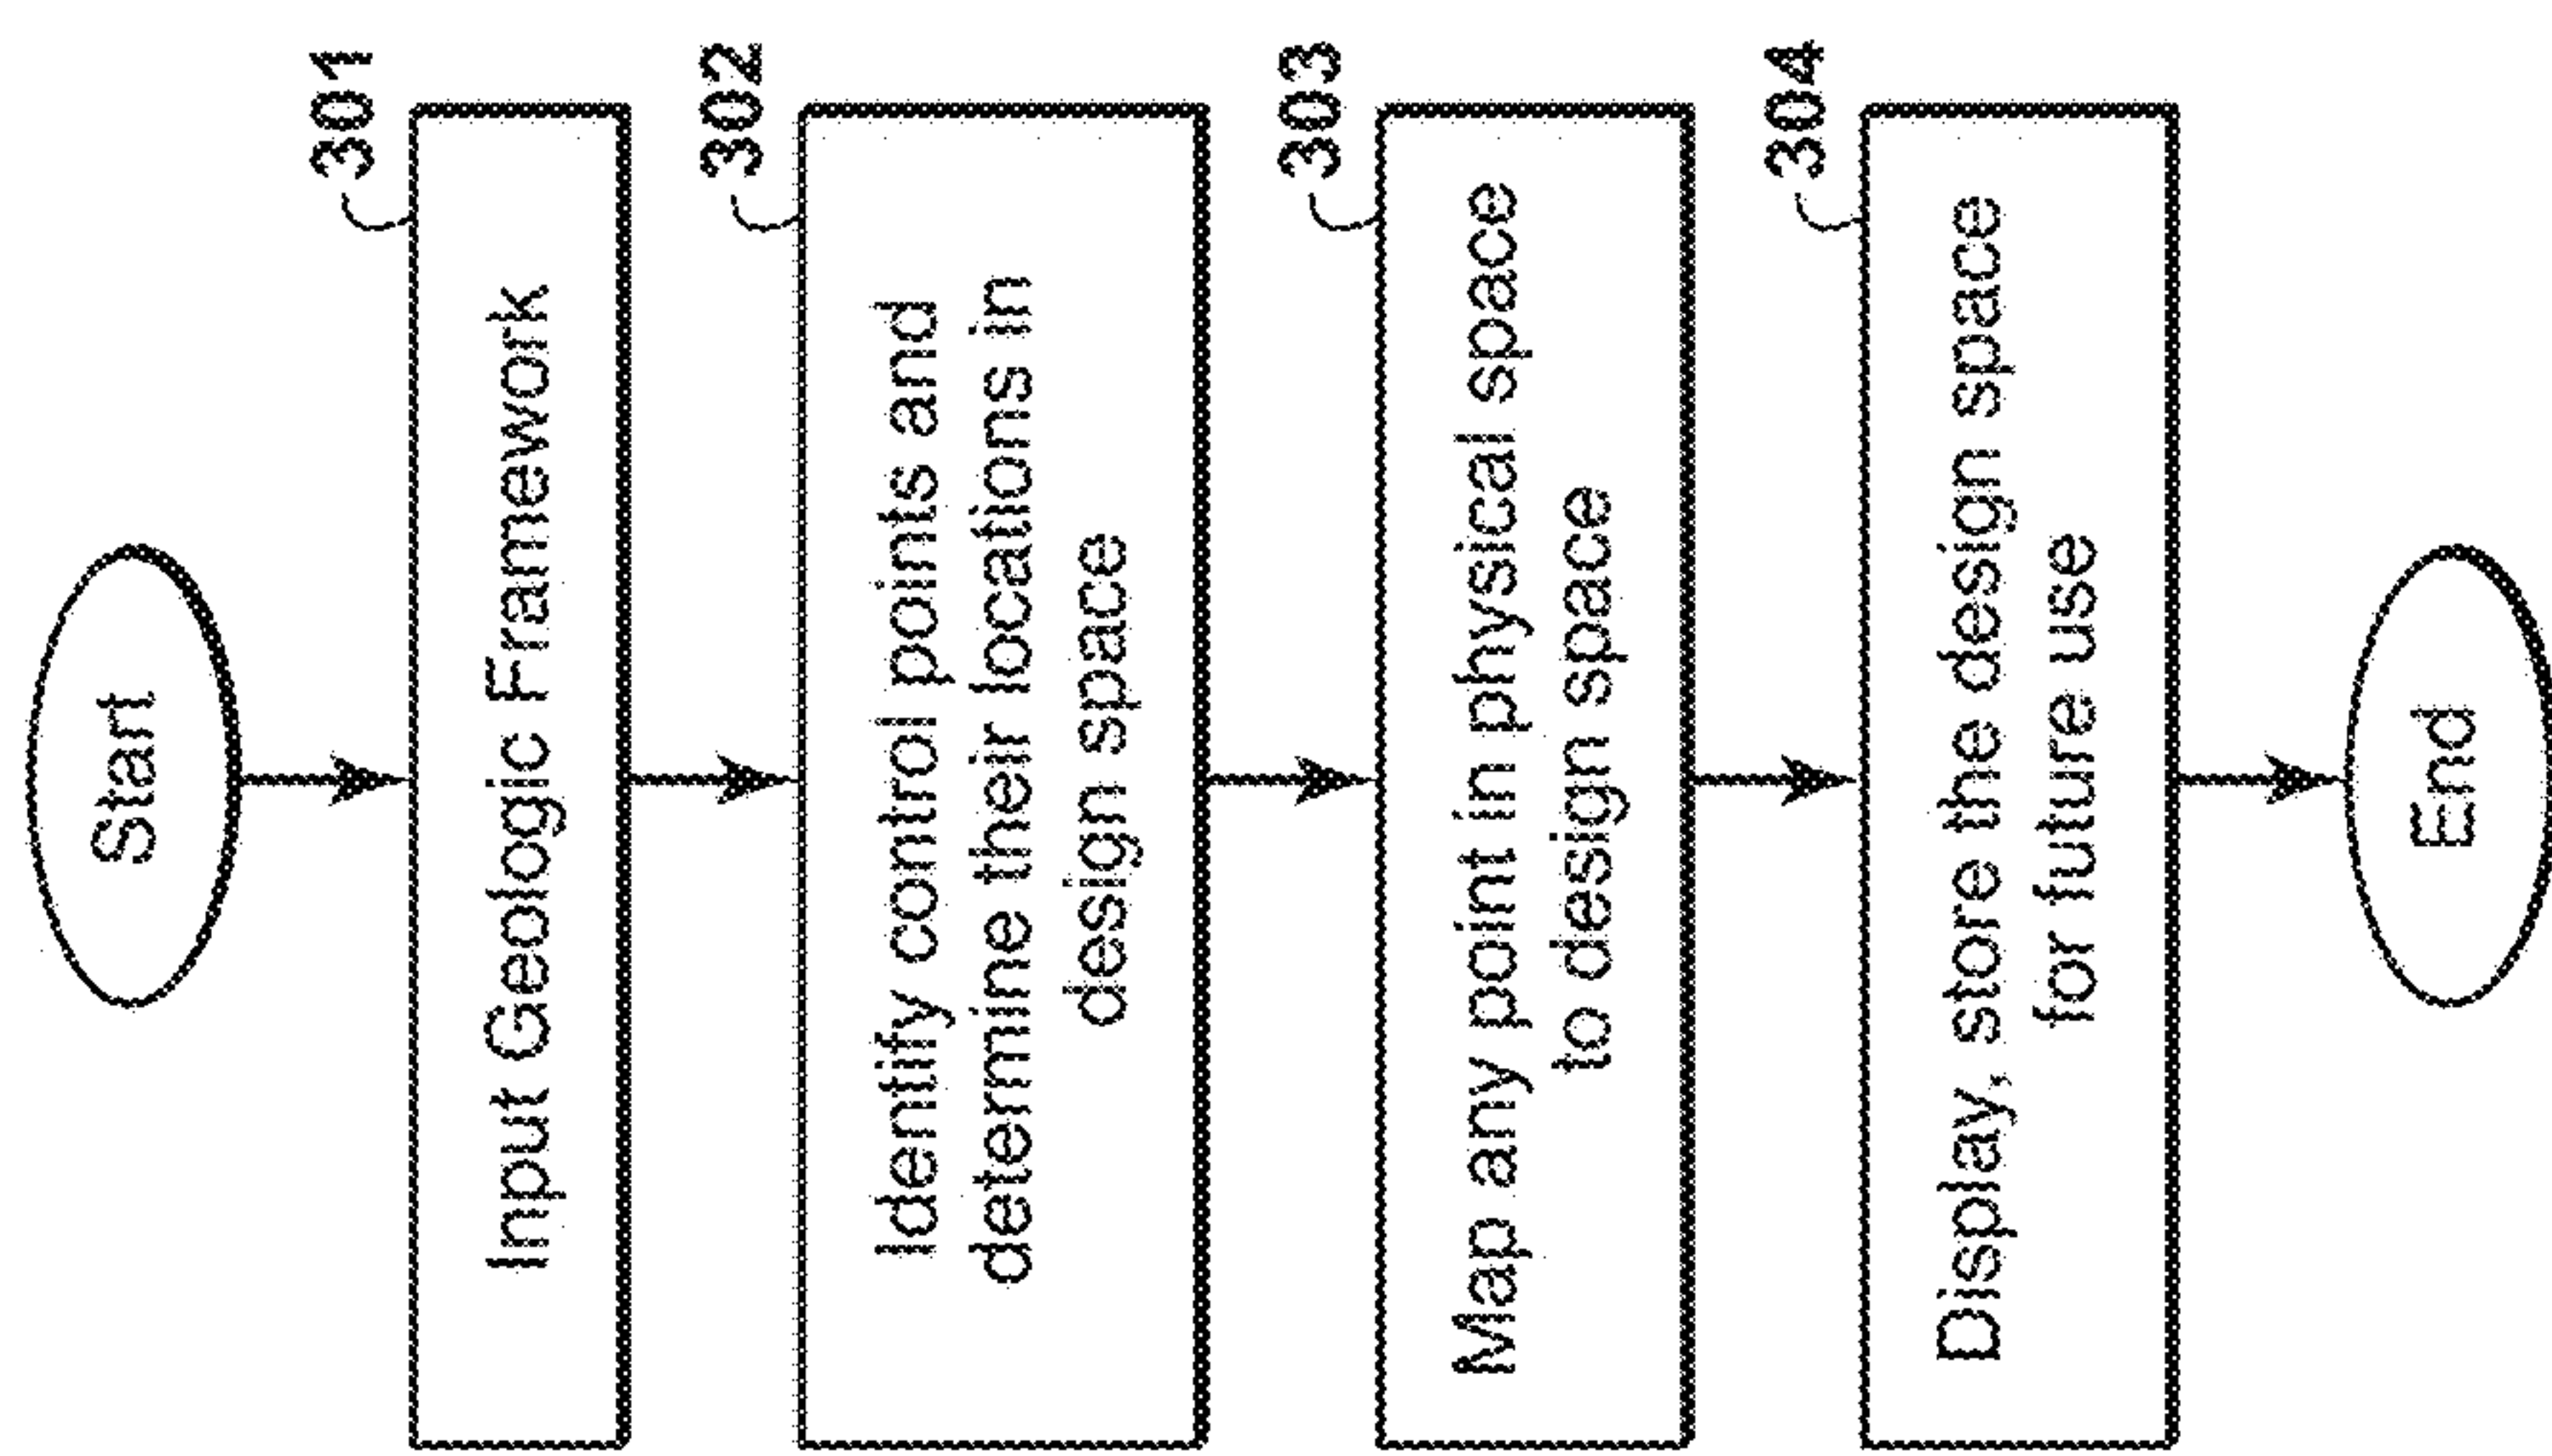 Start
301
Input Geologic Framework
302
Identify control points and
determine their locations in
design space
303
Map any point in physical space
to design space
304
Display, store the design space
for future use
End